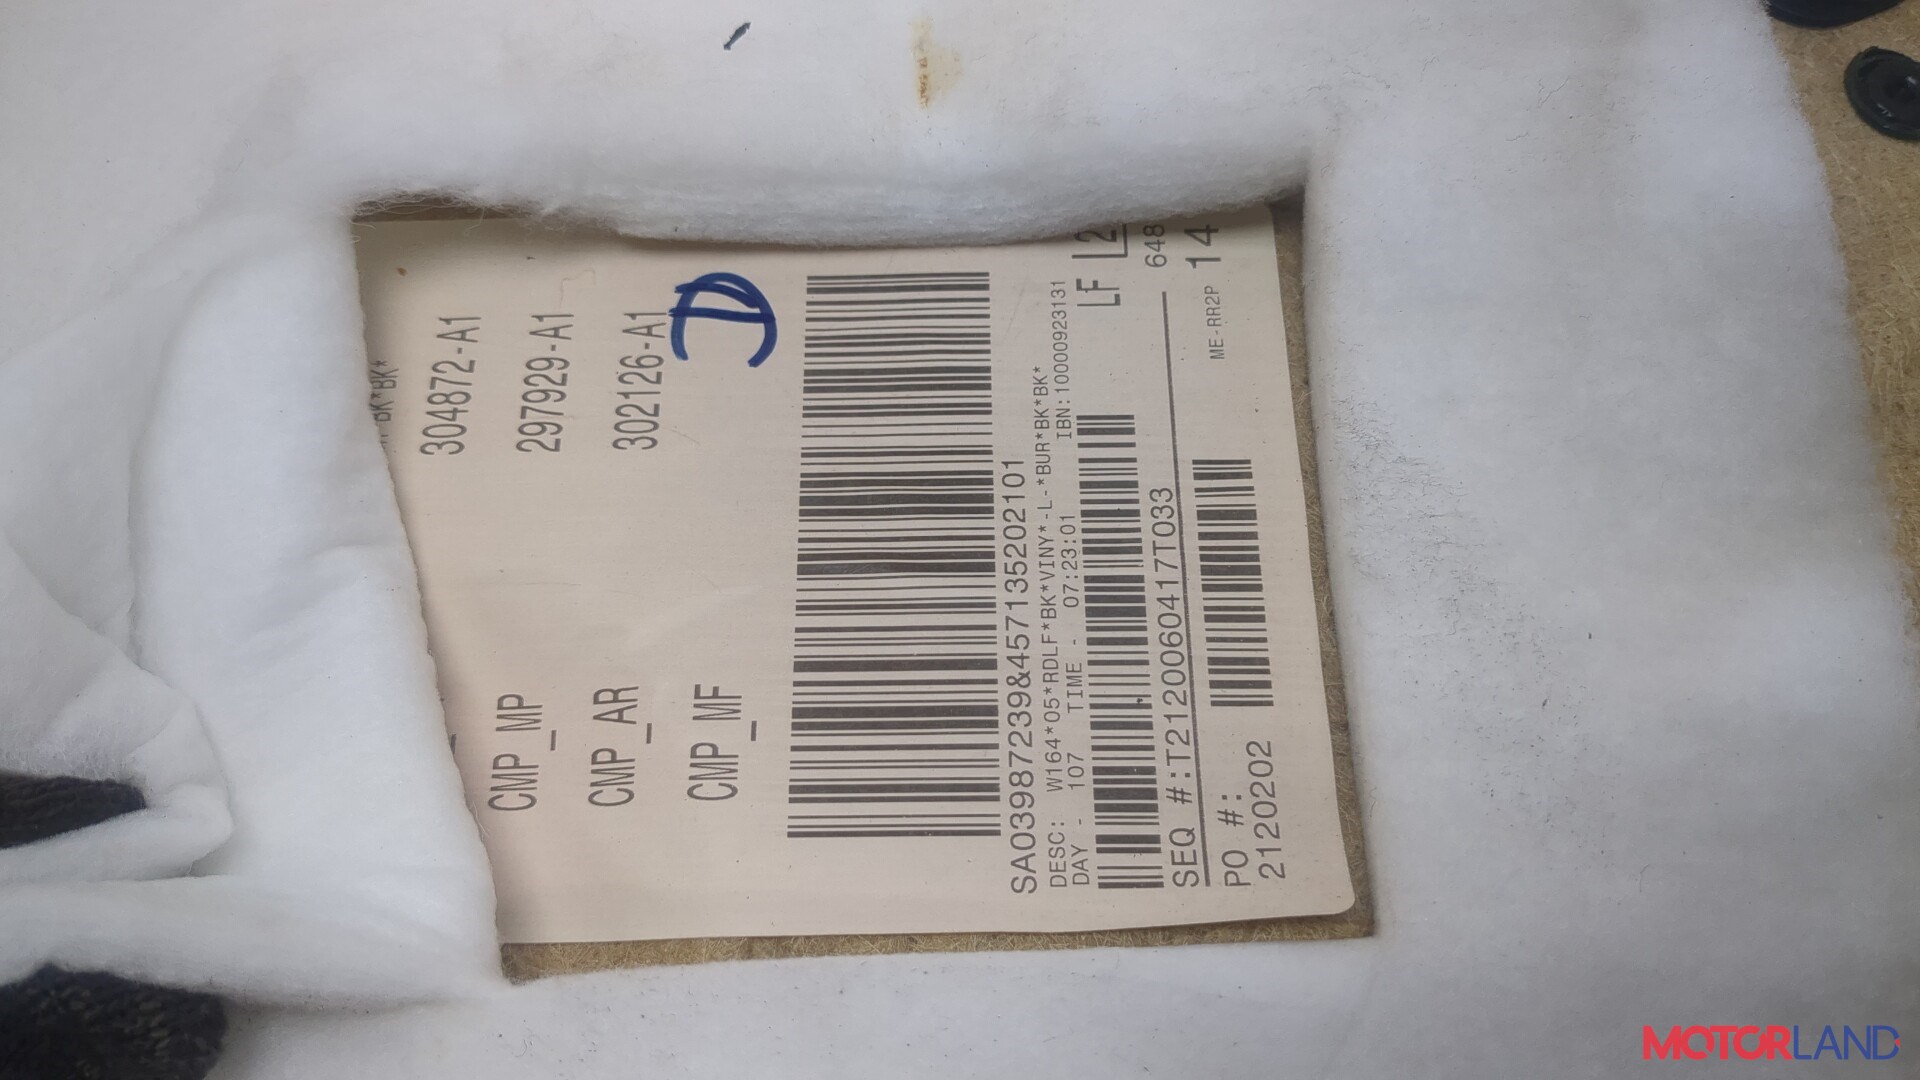 BK*BK*
304872-A1
CMP_MP
297929-A1
CMP_AR
302126-A1
CMP_MF
SA03987239&457135202101
DESC: W164*05*RDLF*BK*VINY*-L-*BUR*BK*BK*
DAY - 107 TIME - 07:23:01 IBN:10000923131
LF L2
648
SEQ #:T2120060417T033
ME-RR2P 14
PO #:
2120202
MOTORLAND